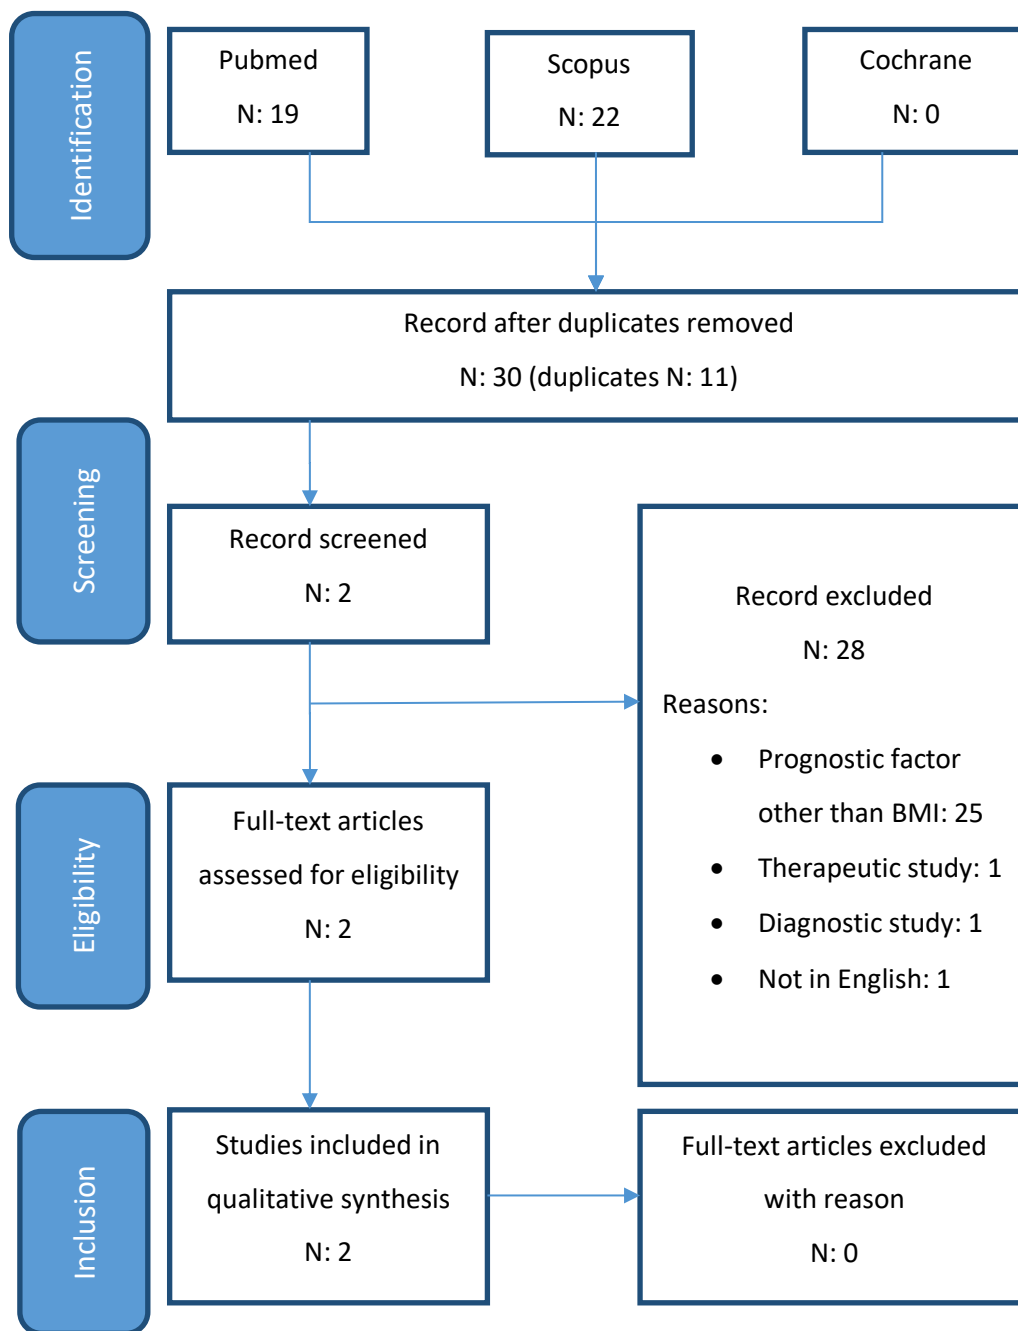 Identification
Pubmed
N: 19
Scopus
N: 22
Cochrane
N: 0
Record after duplicates removed
N: 30 (duplicates N: 11)
Screening
Record screened
N: 2
Record excluded
N: 28
Reasons:
• Prognostic factor
other than BMI: 25
• Therapeutic study: 1
• Diagnostic study: 1
• Not in English: 1
Eligibility
Full-text articles
assessed for eligibility
N: 2
Inclusion
Studies included in
qualitative synthesis
N: 2
Full-text articles excluded
with reason
N: 0